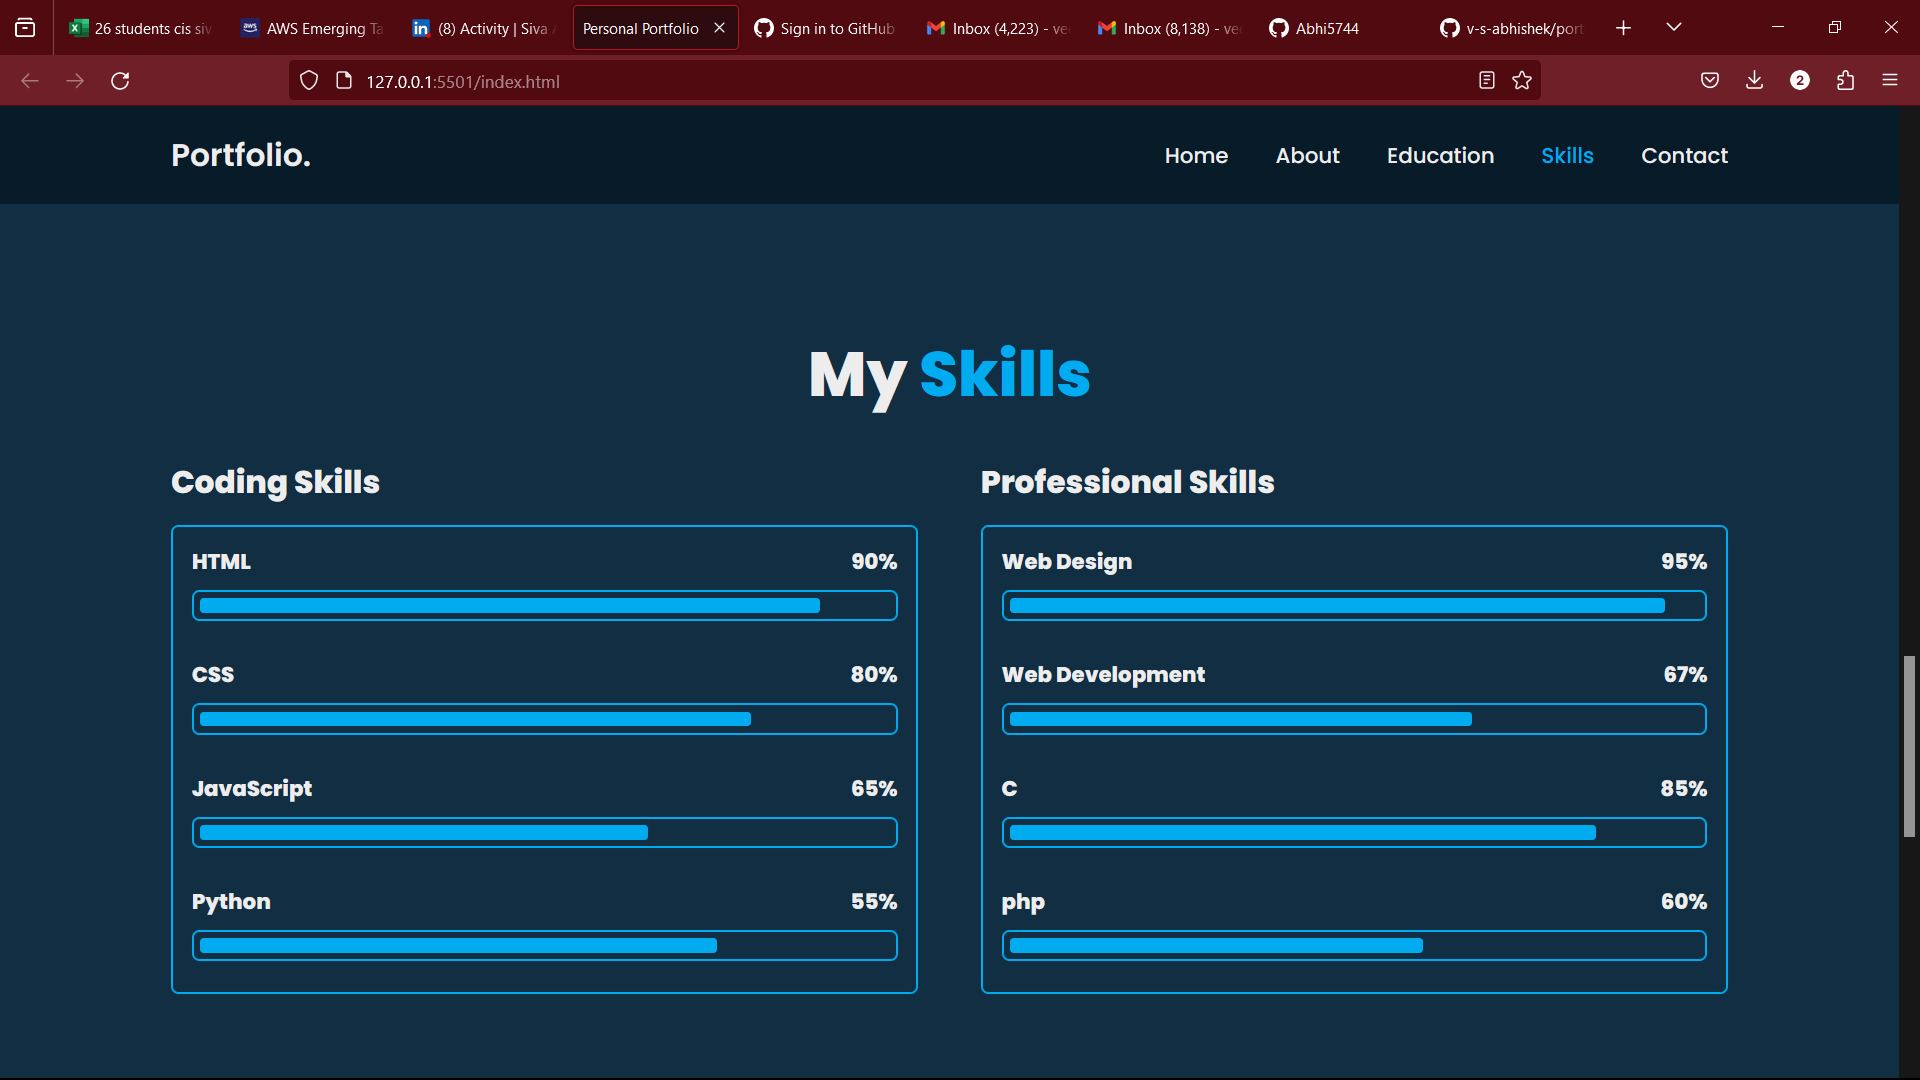 26 students cis siv
AWS Emerging Ta
(8) Activity | Siva A
Personal Portfolio
Sign in to GitHub
Inbox (4,223) - vee
Inbox (8,138) - vee
Abhi5744
v-s-abhishek/port
127.0.0.1:5501/index.html
2
Portfolio.
Home About Education Skills Contact
My Skills
Coding Skills
HTML 90%
CSS 80%
JavaScript 65%
Python 55%
Professional Skills
Web Design 95%
Web Development 67%
C 85%
php 60%